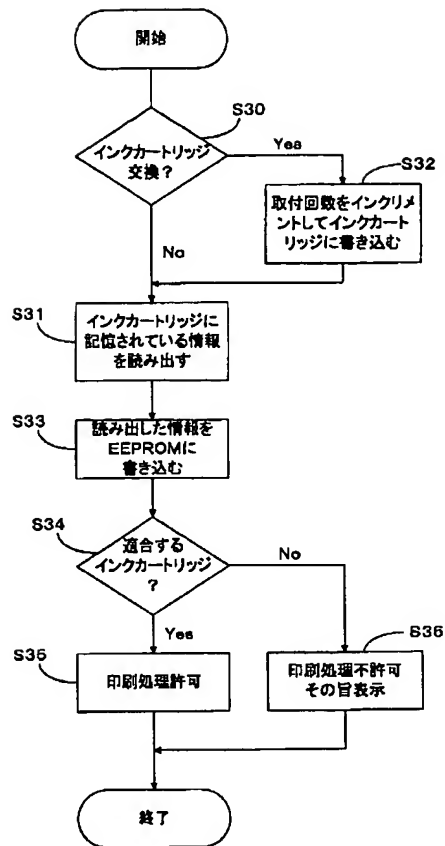 開始
S30
インクカートリッジ
交換?
Yes
S32
取付回数をインクリメ
ントしてインクカート
リッジに書き込む
No
S31
インクカートリッジに
記憶されている情報
を読み出す
S33
読み出した情報を
EEPROMに
書き込む
S34
適合する
インクカートリッジ
?
No
Yes
S35
印刷処理許可
S36
印刷処理不許可
その旨表示
終了